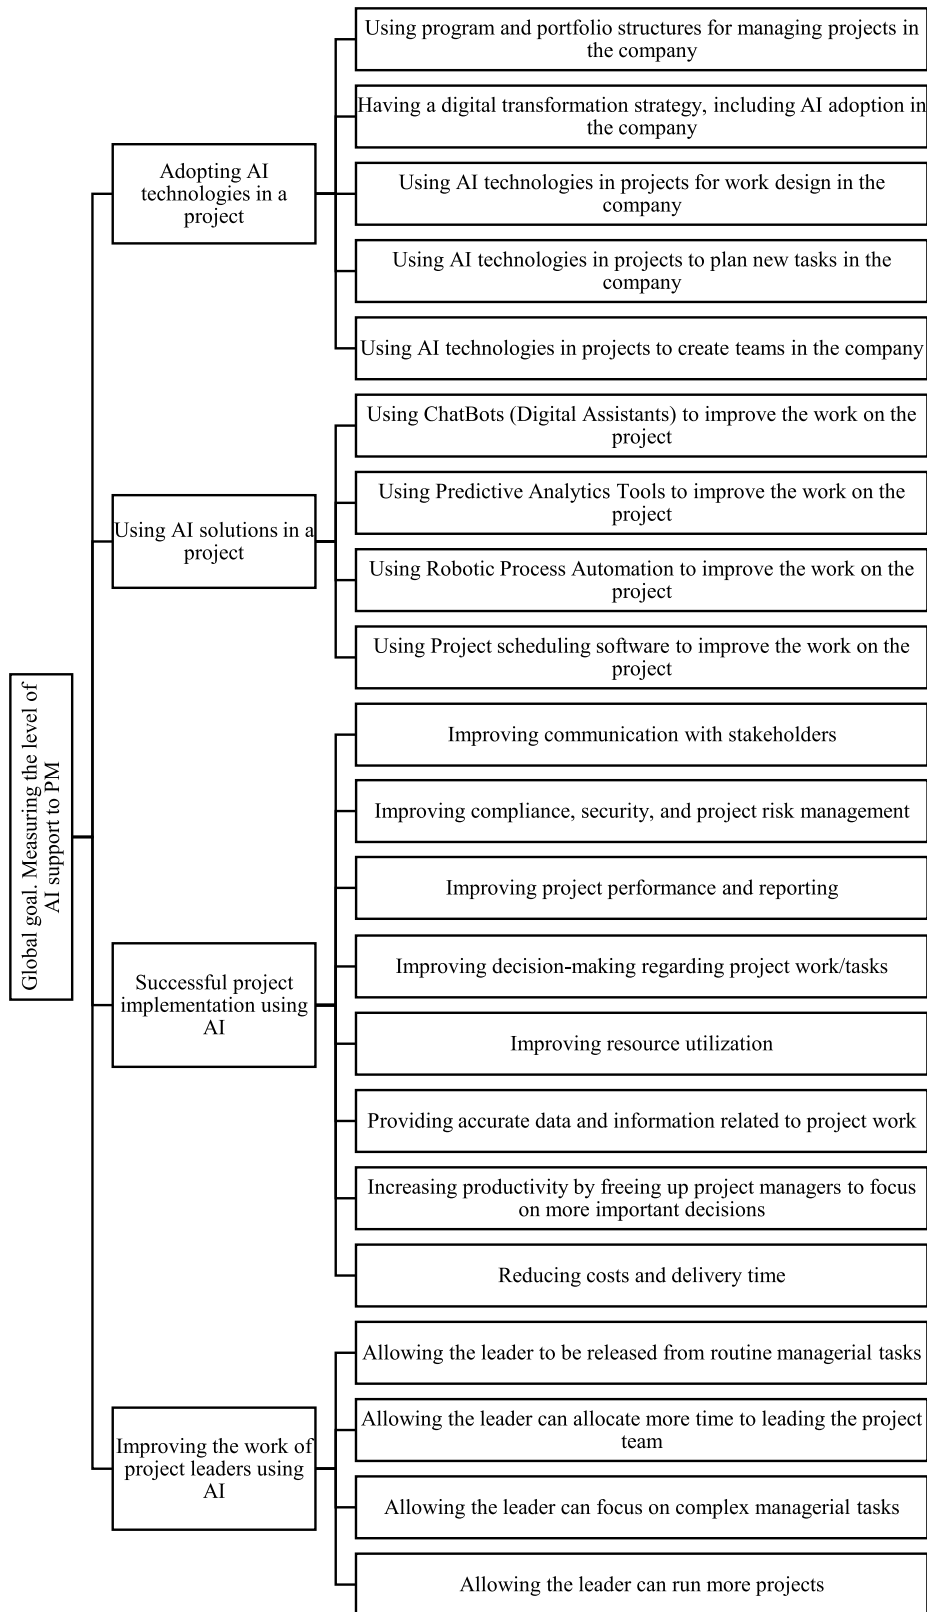 Using program and portfolio structures for managing projects in
the company
Having a digital transformation strategy, including AI adoption in
the company
Adopting AI
technologies in a
project
Using AI technologies in projects for work design in the
company
Using AI technologies in projects to plan new tasks in the
company
Using AI technologies in projects to create teams in the company
Using ChatBots (Digital Assistants) to improve the work on the
project
Using Predictive Analytics Tools to improve the work on the
project
Using AI solutions in a
project
Using Robotic Process Automation to improve the work on the
project
Using Project scheduling software to improve the work on the
project
Global goal. Measuring the level of
AI support to PM
Improving communication with stakeholders
Improving compliance, security, and project risk management
Improving project performance and reporting
Improving decision-making regarding project work/tasks
Successful project
implementation using
AI
Improving resource utilization
Providing accurate data and information related to project work
Increasing productivity by freeing up project managers to focus
on more important decisions
Reducing costs and delivery time
Allowing the leader to be released from routine managerial tasks
Allowing the leader can allocate more time to leading the project
team
Improving the work of
project leaders using
AI
Allowing the leader can focus on complex managerial tasks
Allowing the leader can run more projects